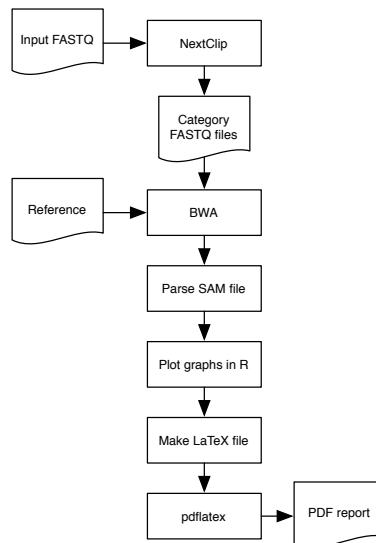 Input FASTQ
NextClip
Category
FASTQ files
Reference
BWA
Parse SAM file
Plot graphs in R
Make LaTeX file
pdflatex
PDF report